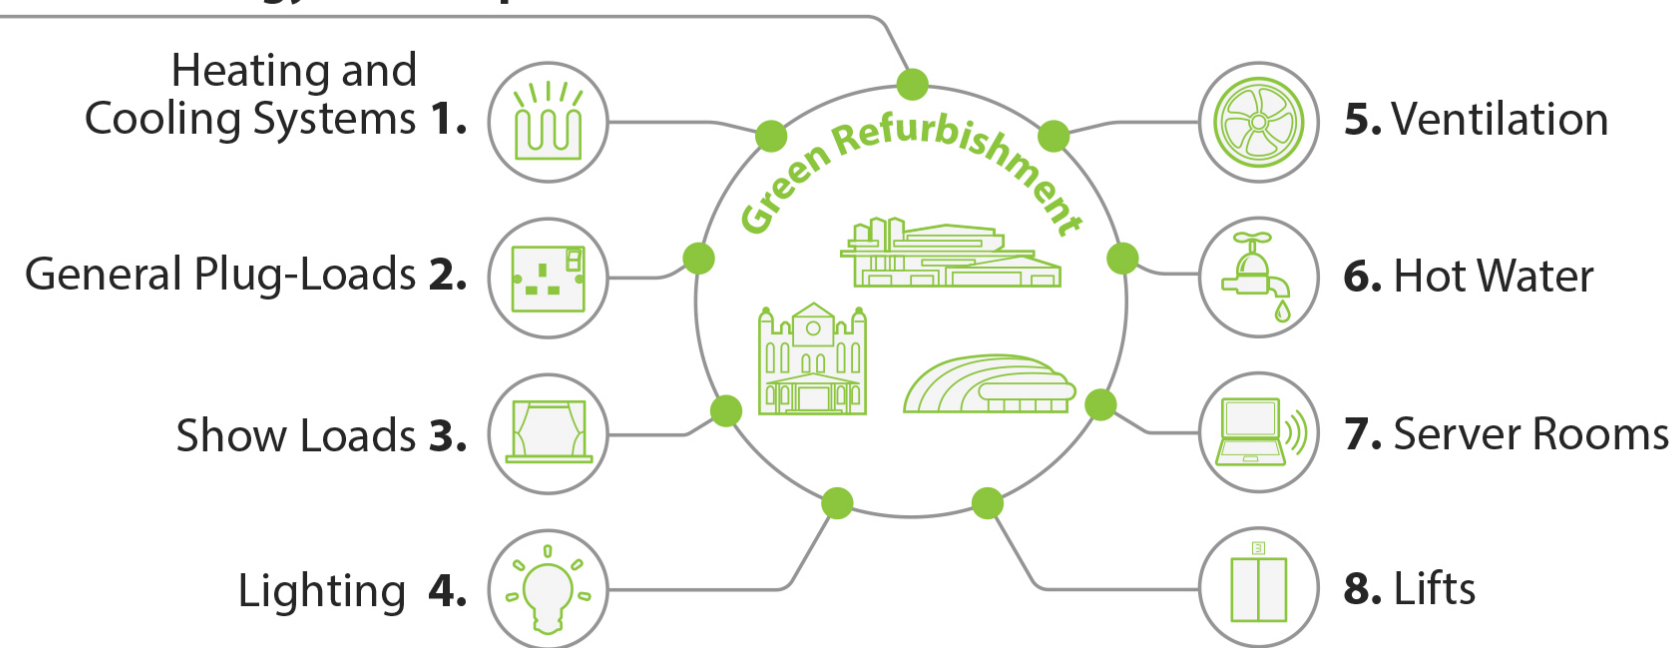 Heating and
Cooling Systems 1.
General Plug-Loads 2.
Show Loads 3.
Lighting 4.
Green Refurbishment
5. Ventilation
6. Hot Water
7. Server Rooms
3
8. Lifts